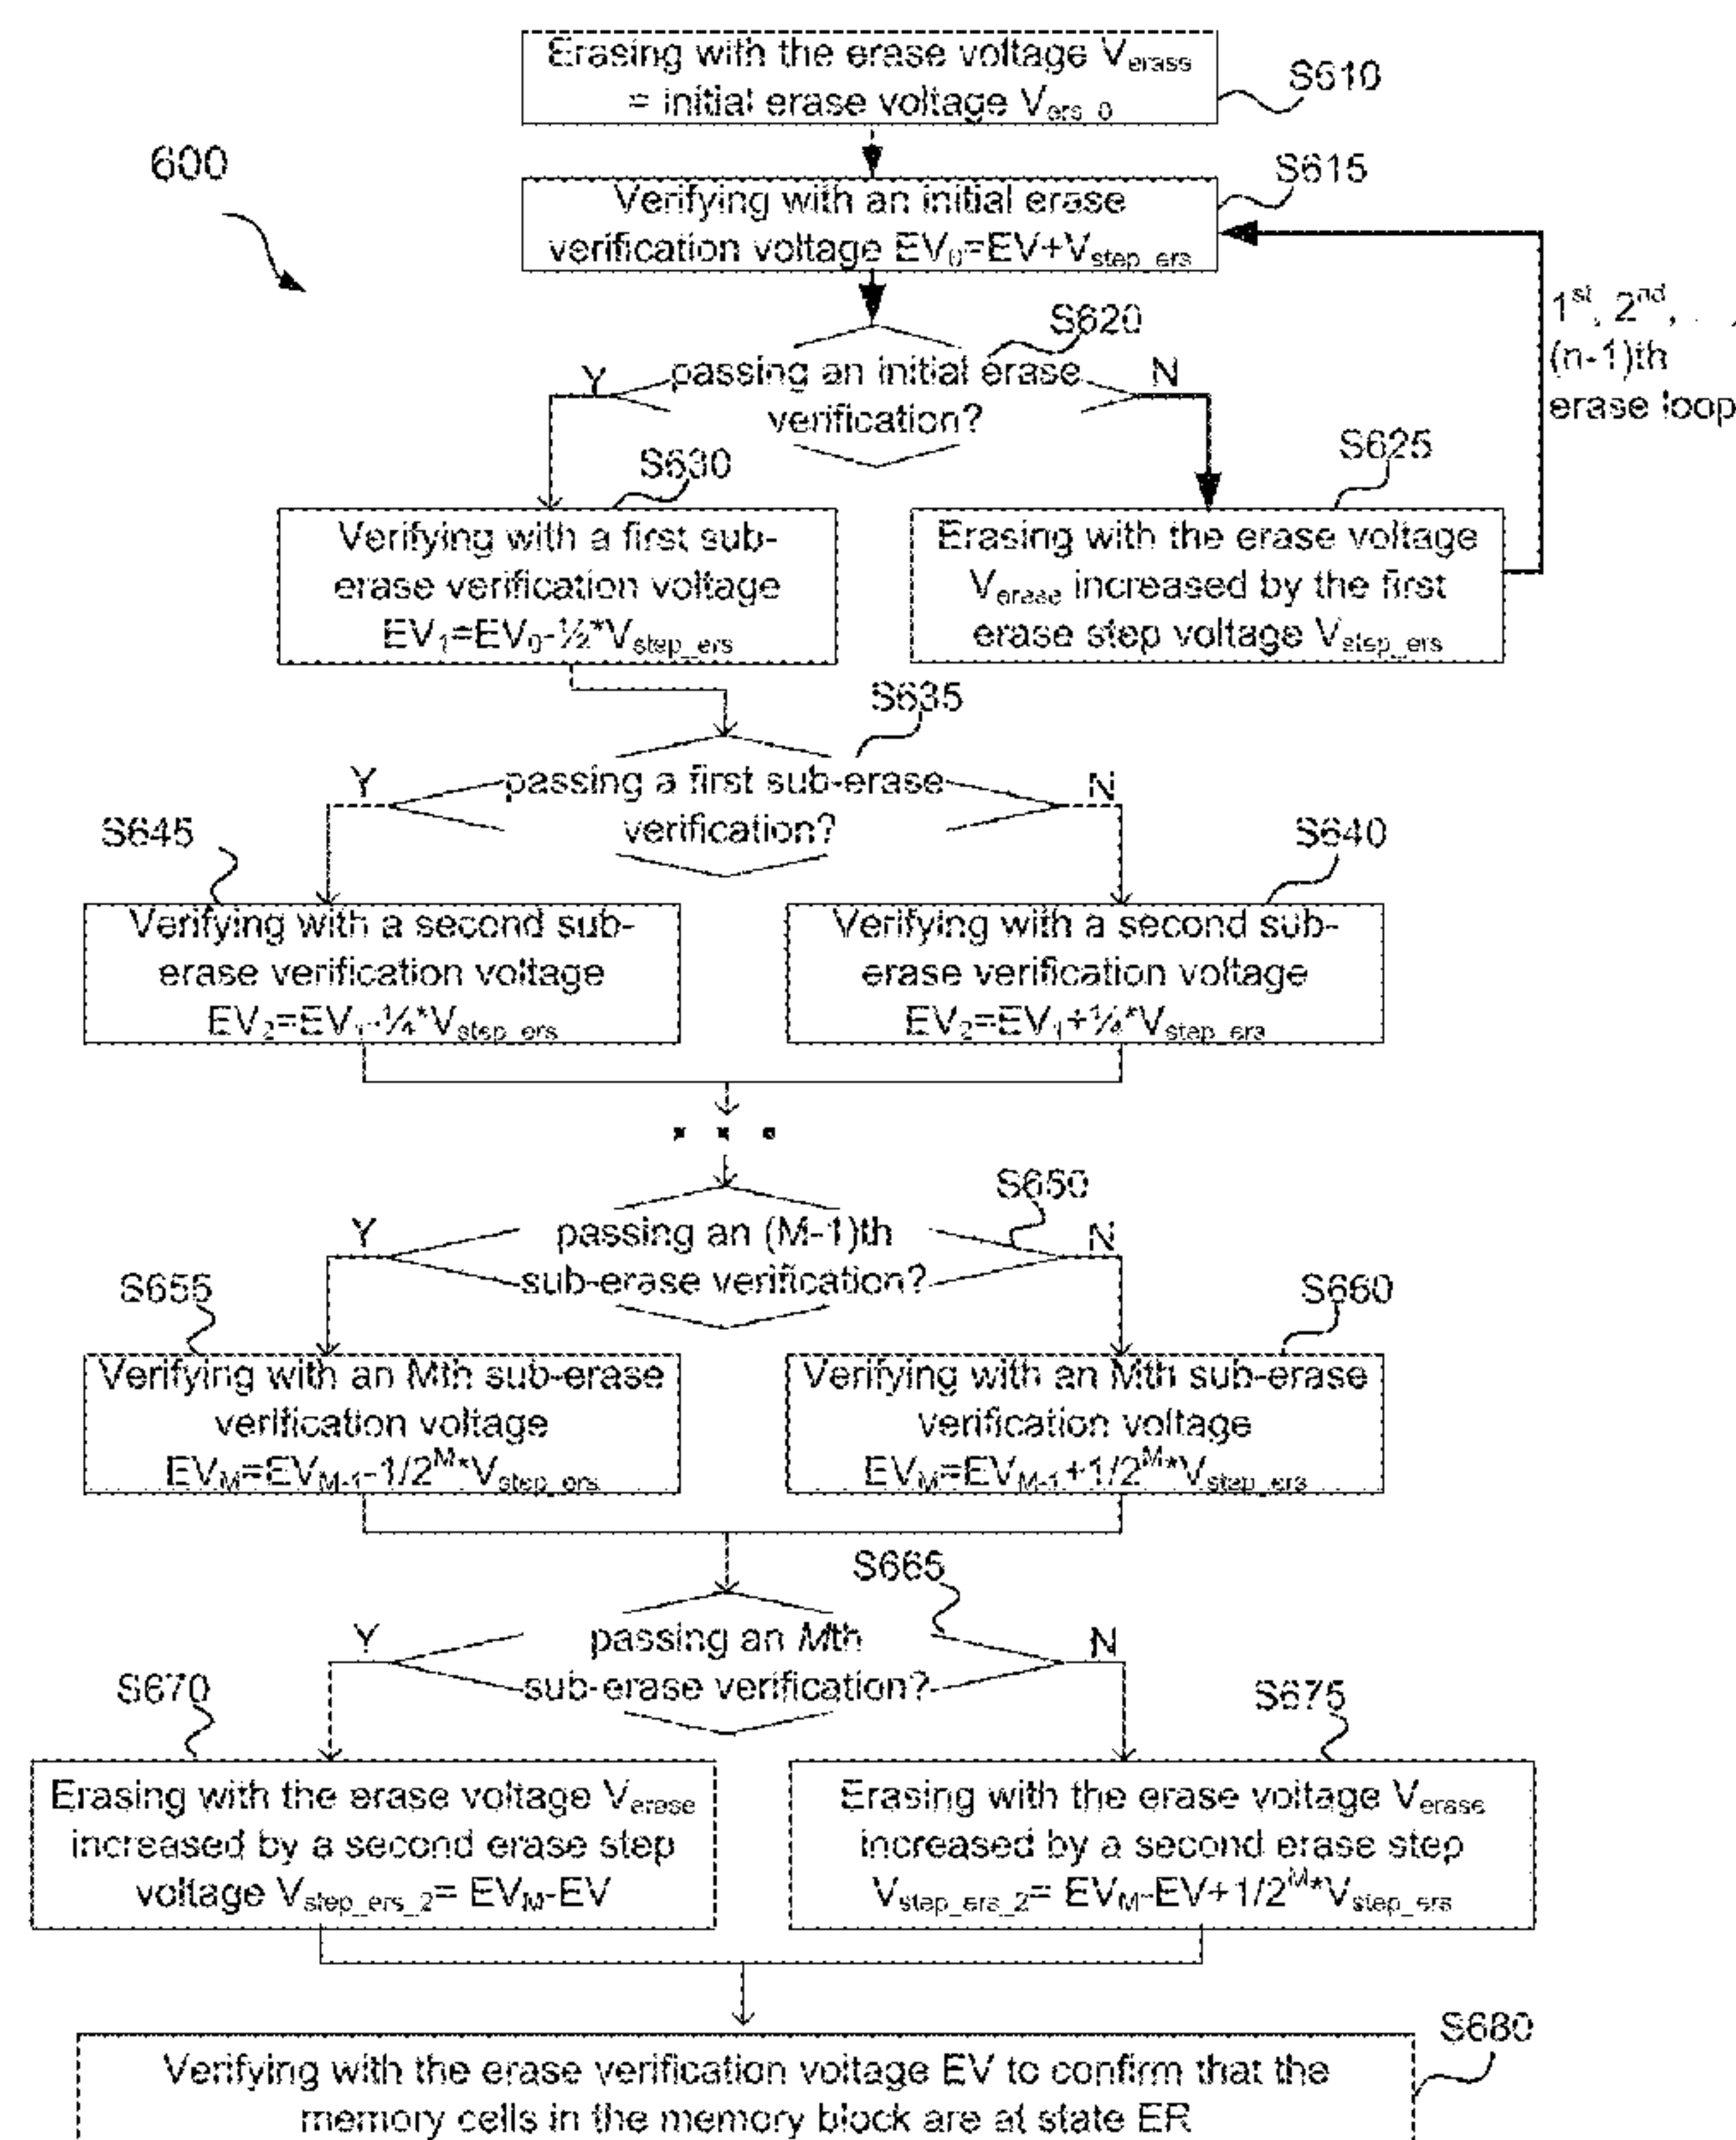 Erasing with the erase voltage Verase
= initial erase voltage Vers_0
S610
600
S615
Verifying with an initial erase
verification voltage EV0=EV+Vstep_ers
1st, 2nd, . . ,
(n-1)th
erase loop
S620
passing an initial erase
verification?
Y
N
S630
S625
Verifying with a first sub-
erase verification voltage
EV1=EV0-½*Vstep_ers
Erasing with the erase voltage
Verase increased by the first
erase step voltage Vstep_ers
S635
passing a first sub-erase
verification?
Y
N
S645
S640
Verifying with a second sub-
erase verification voltage
EV2=EV1-¼*Vstep_ers
Verifying with a second sub-
erase verification voltage
EV2=EV1+¼*Vstep_ers
. . .
S650
passing an (M-1)th
sub-erase verification?
Y
N
S655
S660
Verifying with an Mth sub-erase
verification voltage
EVM=EVM-1-1/2M*Vstep_ers
Verifying with an Mth sub-erase
verification voltage
EVM=EVM-1+1/2M*Vstep_ers
S665
passing an Mth
sub-erase verification?
Y
N
S670
S675
Erasing with the erase voltage Verase
increased by a second erase step
voltage Vstep_ers_2= EVM-EV
Erasing with the erase voltage Verase
increased by a second erase step
Vstep_ers_2= EVM-EV+1/2M*Vstep_ers
S680
Verifying with the erase verification voltage EV to confirm that the
memory cells in the memory block are at state ER